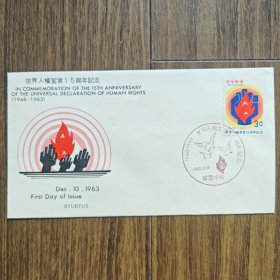 世界人権宣言15周年記念
IN COMMEMORATION OF THE 15TH ANNIVERSARY
OF THE UNIVERSAL DECLARATION OF HUMAN RIGHTS
(1948-1963)
琉球郵便
3¢
Dec. 10, 1963
First Day of Issue
RYUKYUS